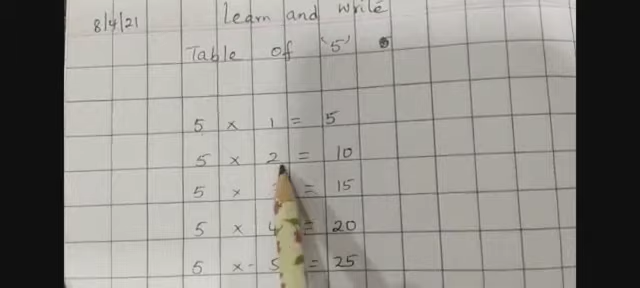 8/4/21
Learn and write
Table of '5'
5 x 1 = 5
5 x 2 = 10
5 x = 15
5 x 4 = 20
5 x 5 = 25